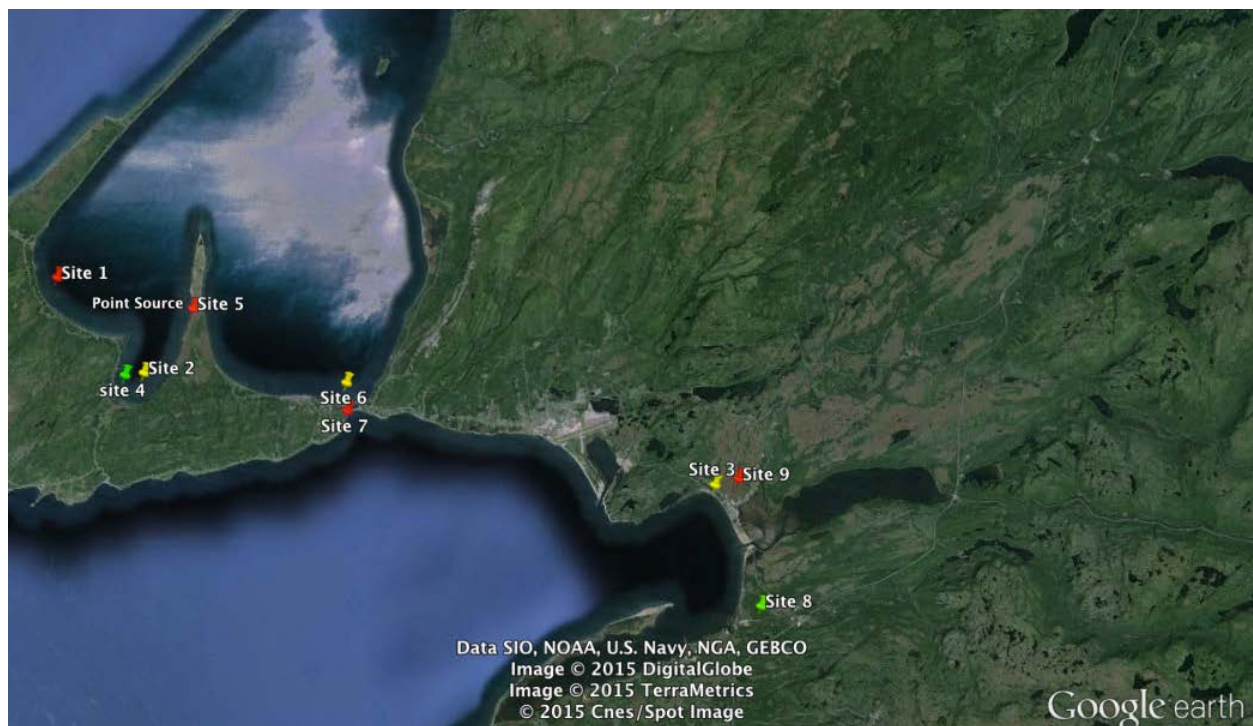 Site 1
Point Source
Site 5
Site 2
site 4
Site 6
Site 7
Site 3
Site 9
Site 8
Data SIO, NOAA, U.S. Navy, NGA, GEBCO
Image © 2015 DigitalGlobe
Image © 2015 TerraMetrics
© 2015 Cnes/Spot Image
Google earth